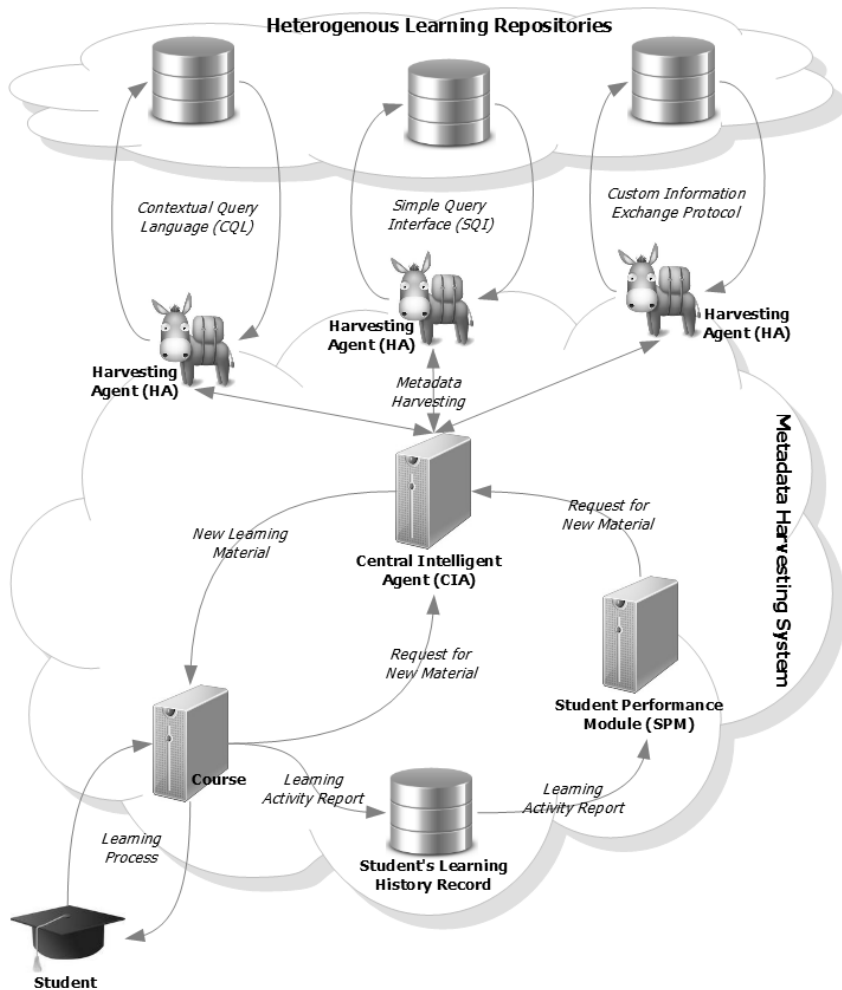 Heterogenous Learning Repositories
Contextual Query
Language (CQL)
Simple Query
Interface (SQI)
Custom Information
Exchange Protocol
Harvesting
Agent (HA)
Harvesting
Agent (HA)
Harvesting
Agent (HA)
Metadata
Harvesting
Metadata Harvesting System
New Learning
Material
Request for
New Material
Central Intelligent
Agent (CIA)
Request for
New Material
Student Performance
Module (SPM)
Course
Learning
Activity Report
Learning
Activity Report
Learning
Process
Student's Learning
History Record
Student